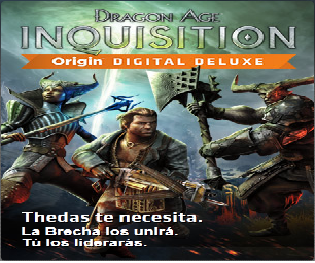 DRAGON AGE
INQUISITION
Origin DIGITAL DELUXE
Thedas te necesita.
La Brecha los unirá.
Tú los liderarás.